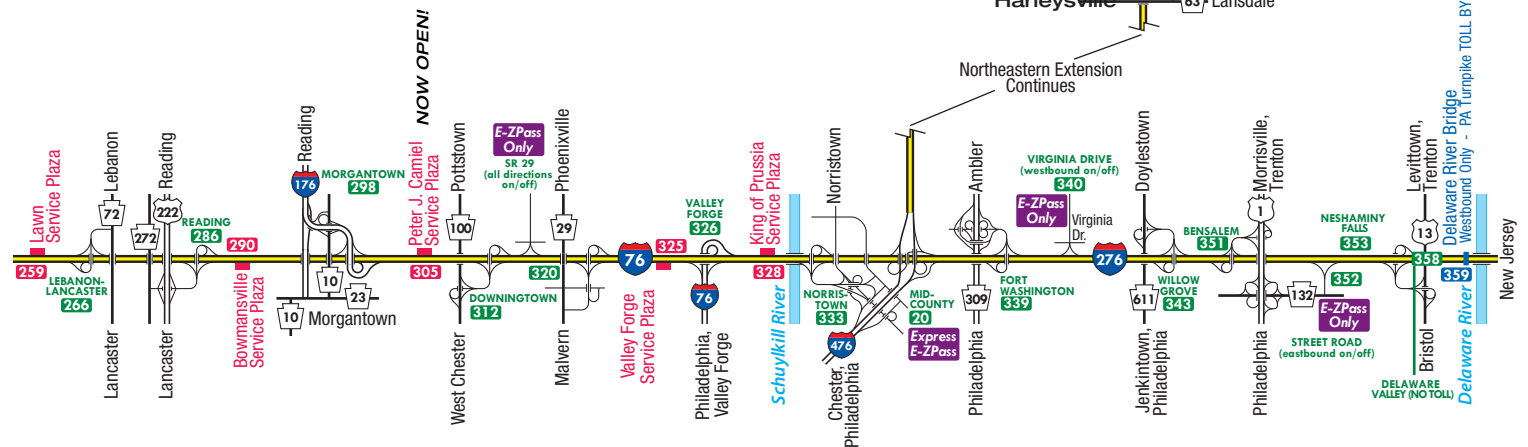 Harleysville
63
Lansdale
NOW OPEN!
Northeastern Extension
Continues
Lawn
Service Plaza
259
LEBANON-
LANCASTER
266
Lebanon
72
Lancaster
272
Reading
222
Lancaster
READING
286
290
Bowmansville
Service Plaza
Reading
176
MORGANTOWN
298
10
10
23
Morgantown
Peter J. Camiel
Service Plaza
305
Pottstown
100
West Chester
DOWNINGTOWN
312
E-ZPass
Only
SR 29
(all directions
on/off)
320
Phoenixville
29
Malvern
76
325
Valley Forge
Service Plaza
VALLEY
FORGE
326
76
Philadelphia,
Valley Forge
King of Prussia
Service Plaza
328
Schuylkill River
Norristown
NORRIS-
TOWN
333
476
Chester,
Philadelphia
MID-
COUNTY
20
Express
E-ZPass
Ambler
309
Philadelphia
FORT
WASHINGTON
339
VIRGINIA DRIVE
(westbound on/off)
340
E-ZPass
Only
Virginia
Dr.
276
Doylestown
611
Jenkintown,
Philadelphia
WILLOW
GROVE
343
BENSALEM
351
Morrisville,
Trenton
1
Philadelphia
132
352
E-ZPass
Only
STREET ROAD
(eastbound on/off)
NESHAMINY
FALLS
353
Levittown,
Trenton
13
358
Bristol
DELAWARE
VALLEY (NO TOLL)
Delaware River Bridge
Westbound Only - PA Turnpike TOLL BY
359
Delaware River
New Jersey